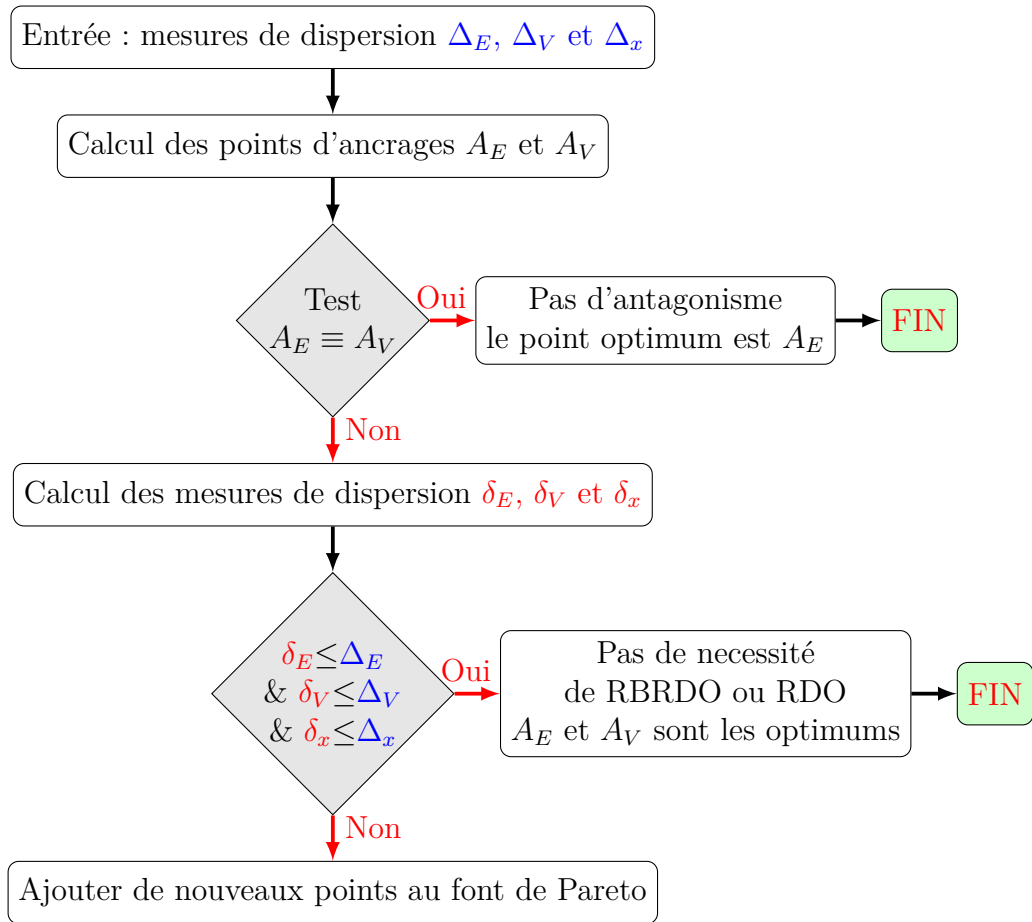 Entrée : mesures de dispersion Δ_E, Δ_V et Δ_x
Calcul des points d'ancrages A_E et A_V
Test
A_E ≡ A_V
Oui
Pas d'antagonisme
le point optimum est A_E
FIN
Non
Calcul des mesures de dispersion δ_E, δ_V et δ_x
δ_E≤Δ_E
& δ_V≤Δ_V
& δ_x≤Δ_x
Oui
Pas de necessité
de RBRDO ou RDO
A_E et A_V sont les optimums
FIN
Non
Ajouter de nouveaux points au font de Pareto